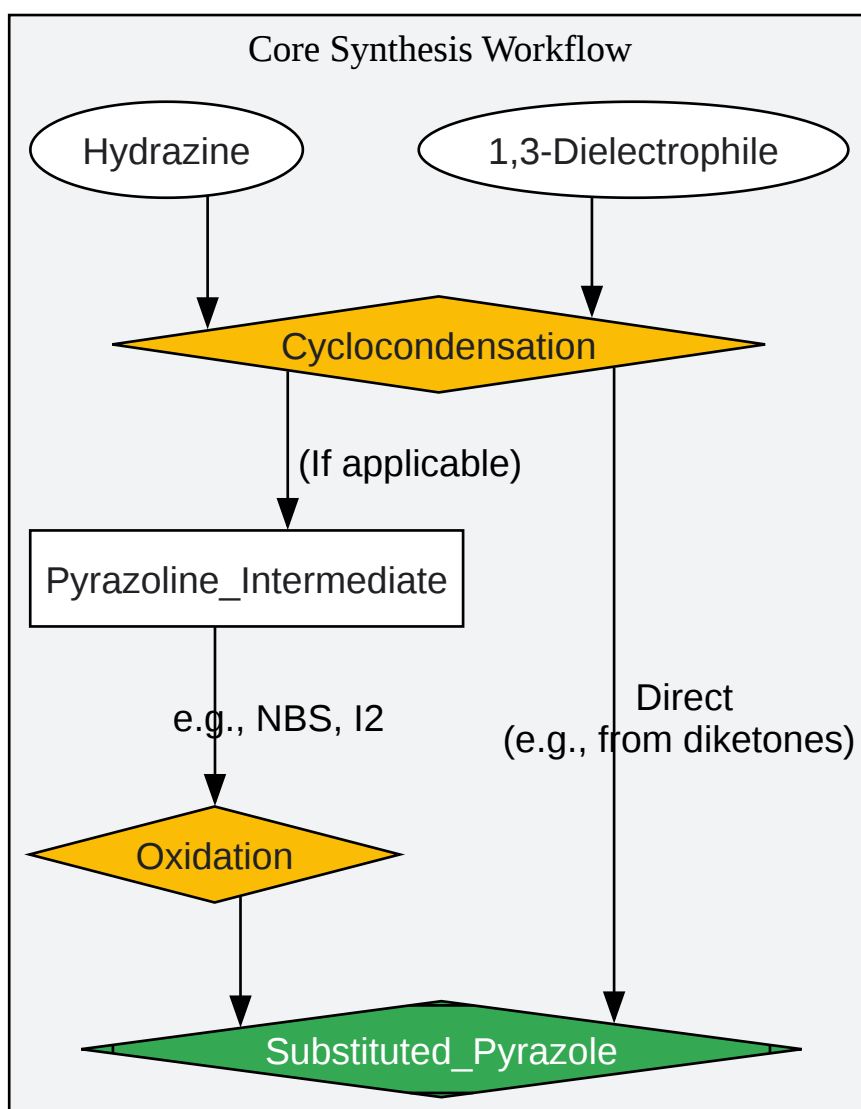 Core Synthesis Workflow
Hydrazine
1,3-Dielectrophile
Cyclocondensation
(If applicable)
Pyrazoline_Intermediate
e.g., NBS, I2
Direct
(e.g., from diketones)
Oxidation
Substituted_Pyrazole